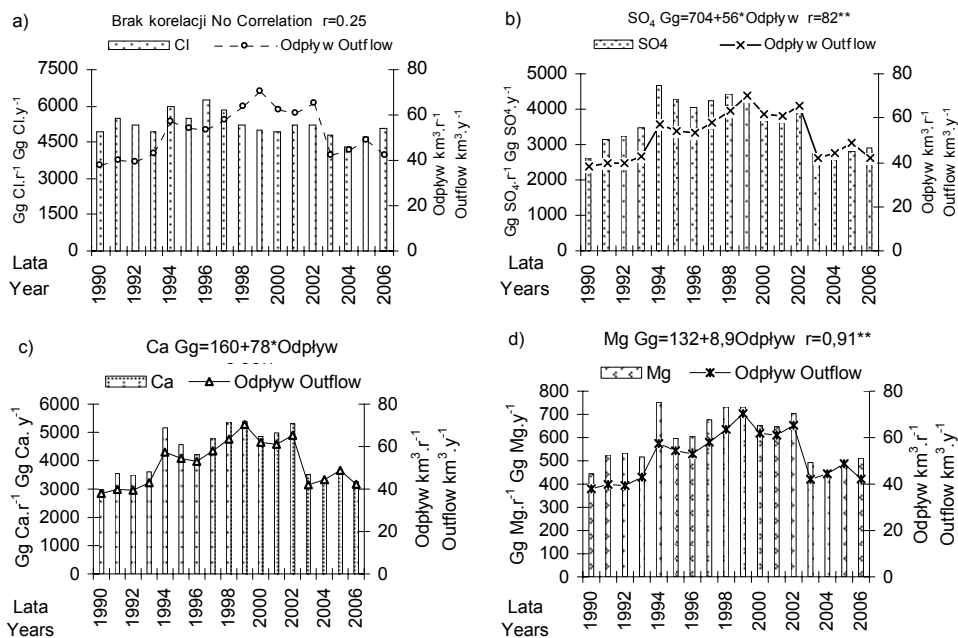 a)
Brak korelacji No Correlation r=0.25
Cl
Odpływ Outflow
Gg Cl.r⁻¹ Gg Cl.y⁻¹
7500
6000
4500
3000
1500
0
80
60
40
20
0
Odpływ km³.r¹
Outflow km³.y¹
Lata
Year
1990
1992
1994
1996
1998
2000
2002
2004
2006
b)
SO₄ Gg=704+56*Odpływ r=82**
SO4
Odpływ Outflow
Gg SO₄.r⁻¹ Gg SO⁴.y⁻¹
5000
4000
3000
2000
1000
0
80
60
40
20
0
Odpływ km³.r¹
Outflow km³.y¹
Lata
Years
1990
1992
1994
1996
1998
2000
2002
2004
2006
c)
Ca Gg=160+78*Odpływ
Ca
Odpływ Outflow
Gg Ca.r⁻¹ Gg Ca. y⁻¹
6000
5000
4000
3000
2000
1000
0
80
60
40
20
0
Odpływ km³.r¹
Outflow km³.y¹
Lata
Years
1990
1992
1994
1996
1998
2000
2002
2004
2006
d)
Mg Gg=132+8,9Odpływ r=0,91**
Mg
Odpływ Outflow
Gg Mg.r⁻¹ Gg Mg.y⁻¹
800
700
600
500
400
300
200
100
0
80
60
40
20
0
Odpływ km³.r¹
Outflow km³.y¹
Lata
Years
1990
1992
1994
1996
1998
2000
2002
2004
2006